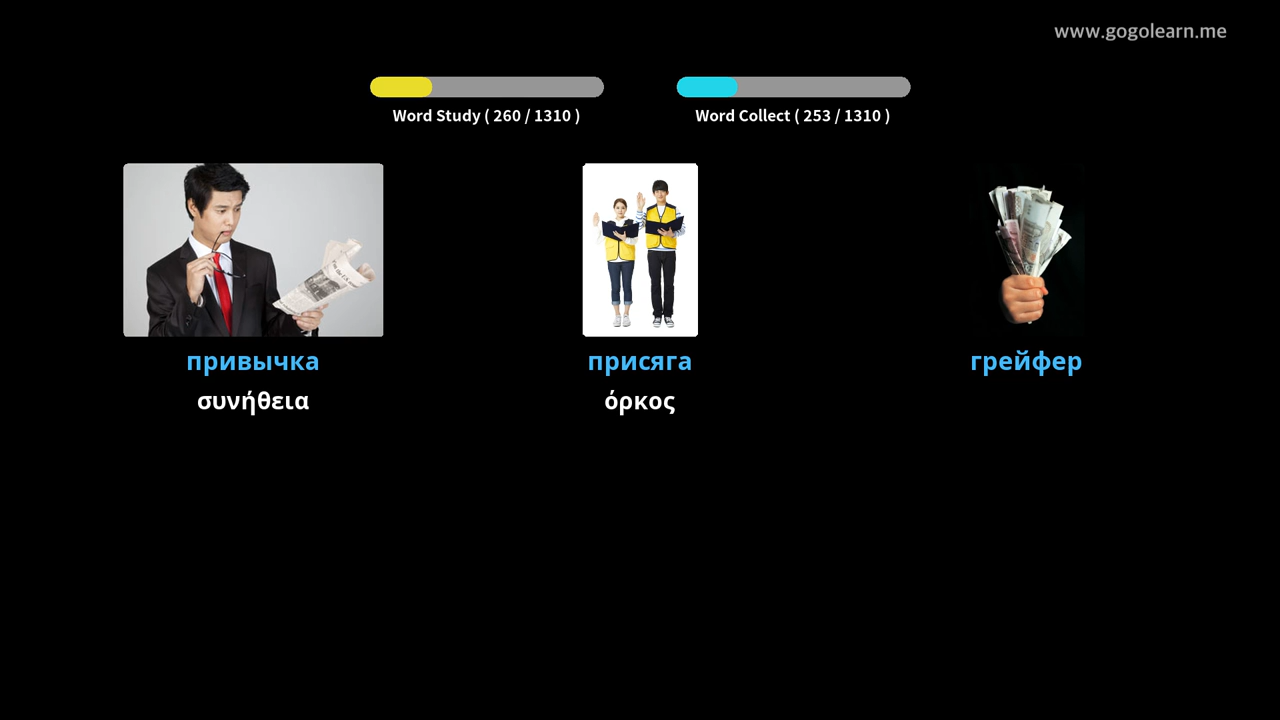 www.gogolearn.me
Word Study ( 260 / 1310 )
Word Collect ( 253 / 1310 )
привычка
присяга
грейфер
συνήθεια
όρκος